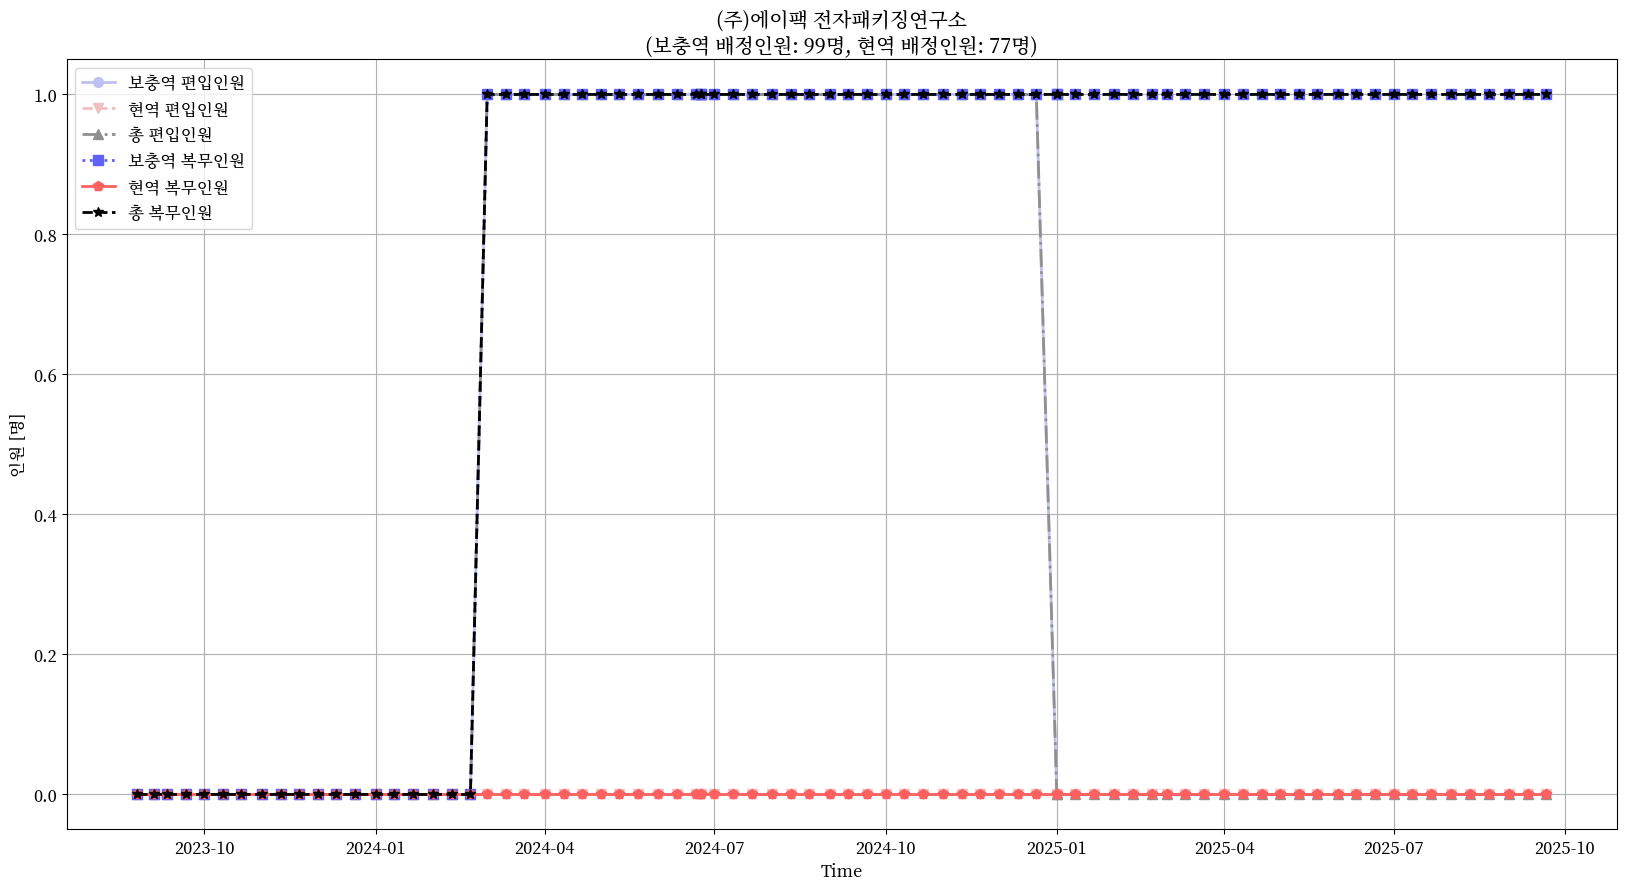 (주)에이팩 전자패키징연구소
(보충역 배정인원: 99명, 현역 배정인원: 77명)
보충역 편입인원
현역 편입인원
총 편입인원
보충역 복무인원
현역 복무인원
총 복무인원
1.0
0.8
0.6
0.4
0.2
0.0
인원 [명]
2023-10 2024-01 2024-04 2024-07 2024-10 2025-01 2025-04 2025-07 2025-10
Time